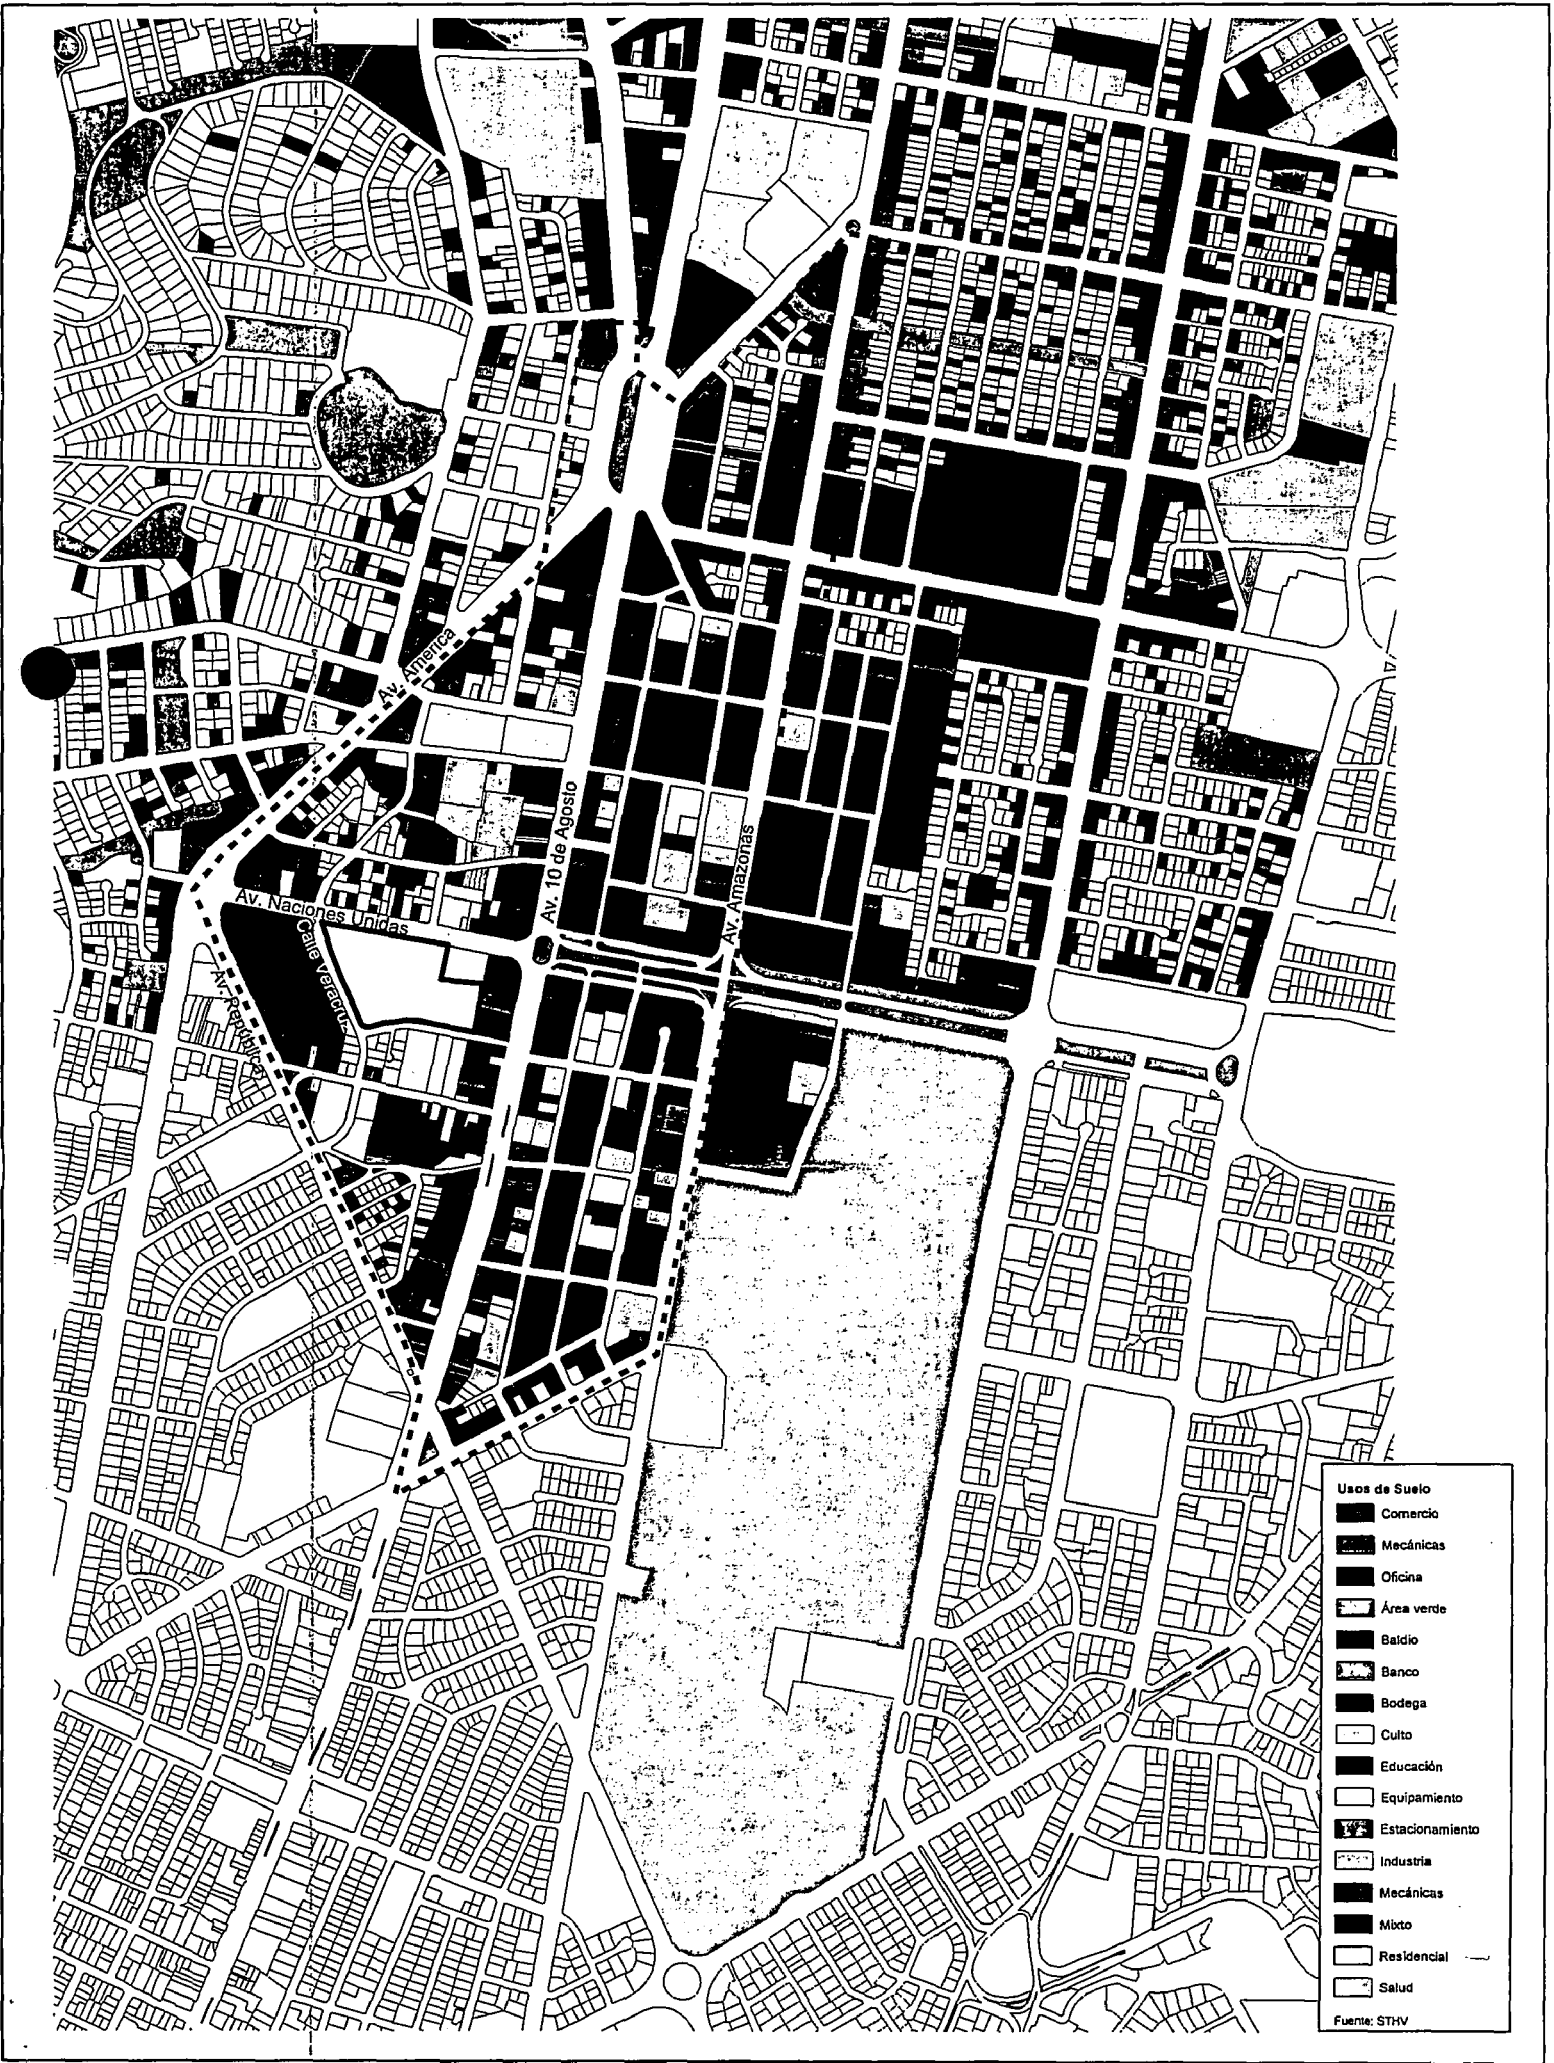 Av. América
Av. 10 de Agosto
Av. Amazonas
Av. Naciones Unidas
Calle Veracruz
Av. República
Usos de Suelo
Comercio
Mecánicas
Oficina
Área verde
Baldio
Banco
Bodega
Culto
Educación
Equipamiento
Estacionamiento
Industria
Mecánicas
Mixto
Residencial
Salud
Fuente: STHV